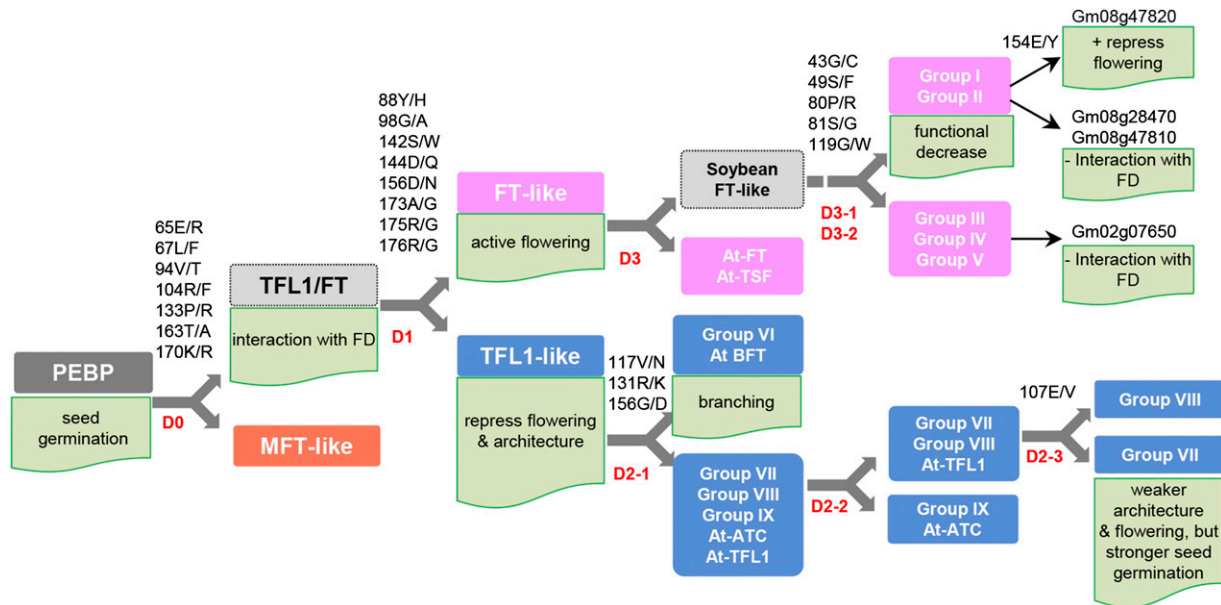 PEBP
seed
germination
D0
65E/R
67L/F
94V/T
104R/F
133P/R
163T/A
170K/R
TFL1/FT
interaction with FD
MFT-like
D1
88Y/H
98G/A
142S/W
144D/Q
156D/N
173A/G
175R/G
176R/G
FT-like
active flowering
TFL1-like
repress flowering
& architecture
D3
Soybean
FT-like
At-FT
At-TSF
D2-1
117V/N
131R/K
156G/D
Group VI
At BFT
branching
Group VII
Group VIII
Group IX
At-ATC
At-TFL1
43G/C
49S/F
80P/R
81S/G
119G/W
D3-1
D3-2
Group I
Group II
functional
decrease
Group III
Group IV
Group V
154E/Y
Gm08g47820
+ repress
flowering
Gm08g28470
Gm08g47810
- Interaction with
FD
Gm02g07650
- Interaction with
FD
D2-2
Group VII
Group VIII
At-TFL1
Group IX
At-ATC
107E/V
D2-3
Group VIII
Group VII
weaker
architecture
& flowering, but
stronger seed
germination